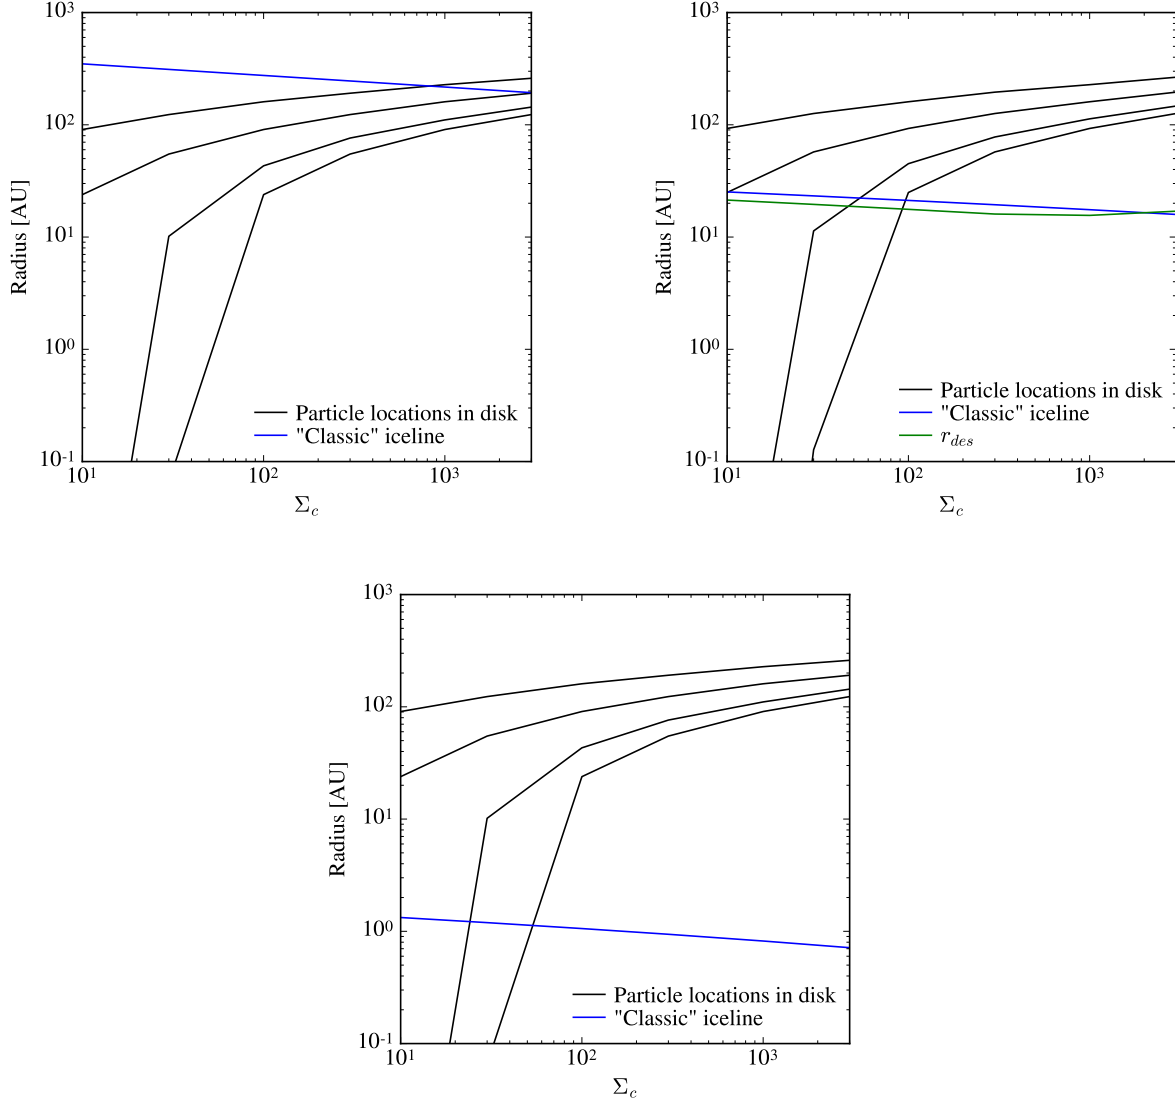 10³
10²
10¹
10⁰
10⁻¹
Radius [AU]
10¹ 10² 10³
Σ_c
Particle locations in disk
"Classic" iceline
10³
10²
10¹
10⁰
10⁻¹
Radius [AU]
10¹ 10² 10³
Σ_c
Particle locations in disk
"Classic" iceline
r_des
10³
10²
10¹
10⁰
10⁻¹
Radius [AU]
10¹ 10² 10³
Σ_c
Particle locations in disk
"Classic" iceline